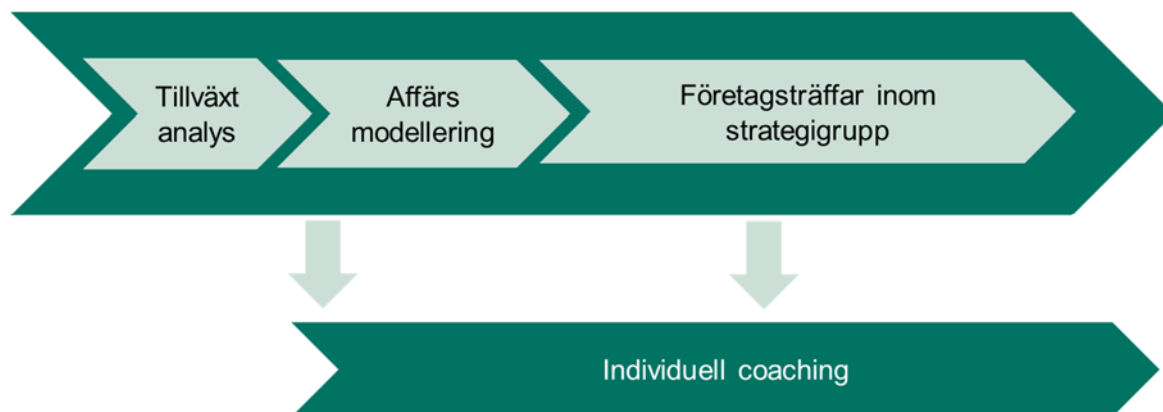 Tillväxt
analys
Affärs
modellering
Företagsträffar inom
strategigrupp
Individuell coaching